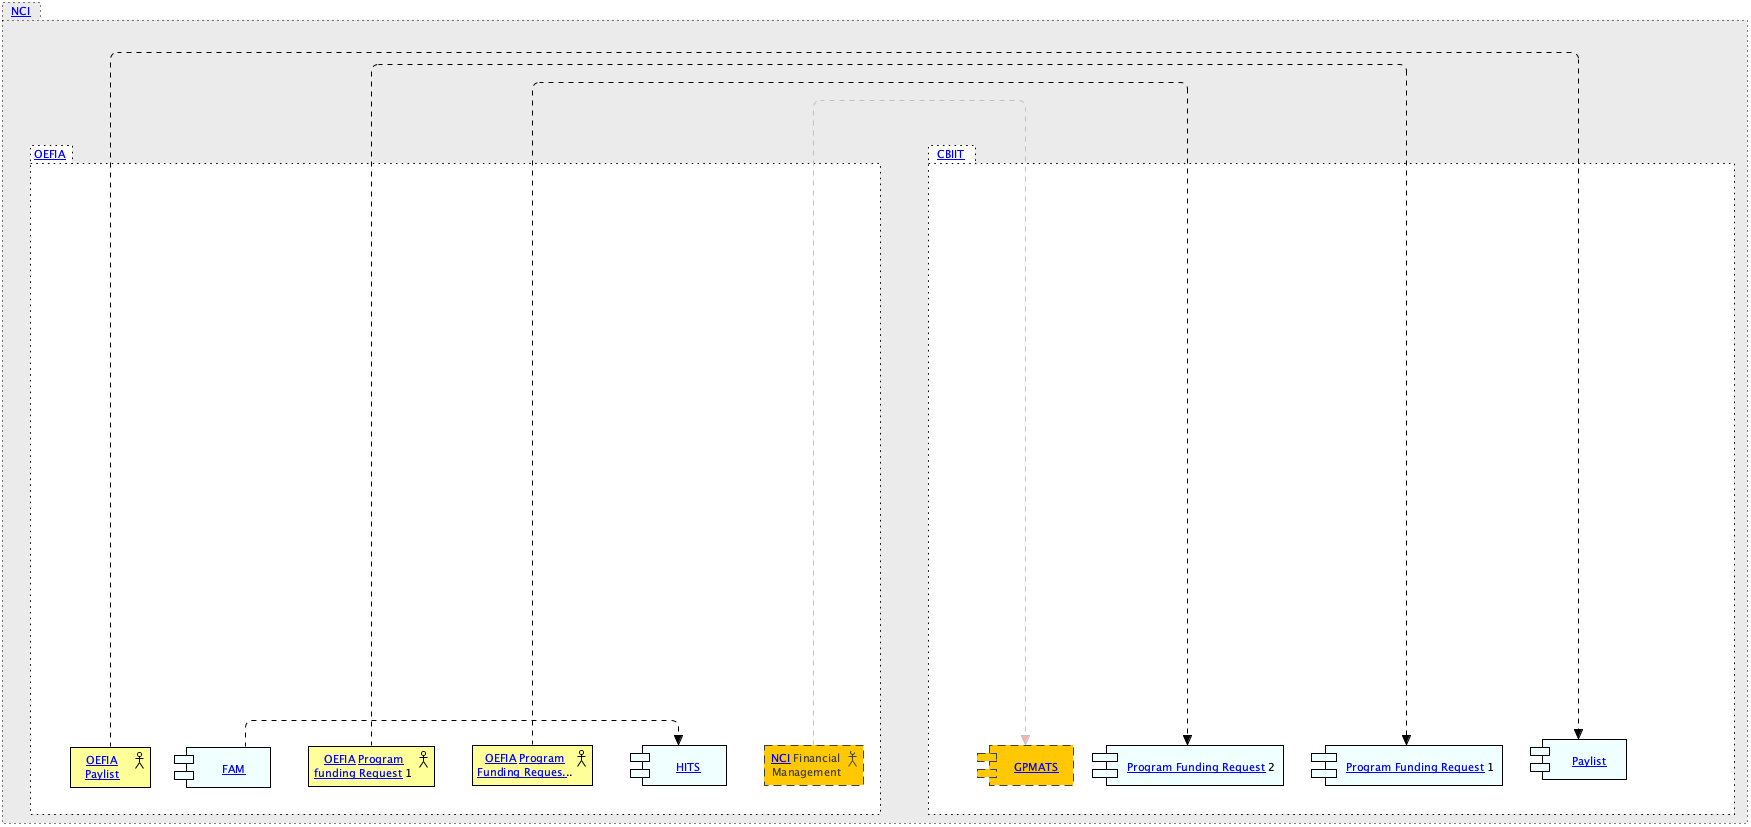 NCI
OEFIA
CBIIT
OEFIA
Paylist
FAM
OEFIA Program
funding Request 1
OEFIA Program
Funding Reques...
HITS
NCI Financial
Management
GPMATS
Program Funding Request 2
Program Funding Request 1
Paylist